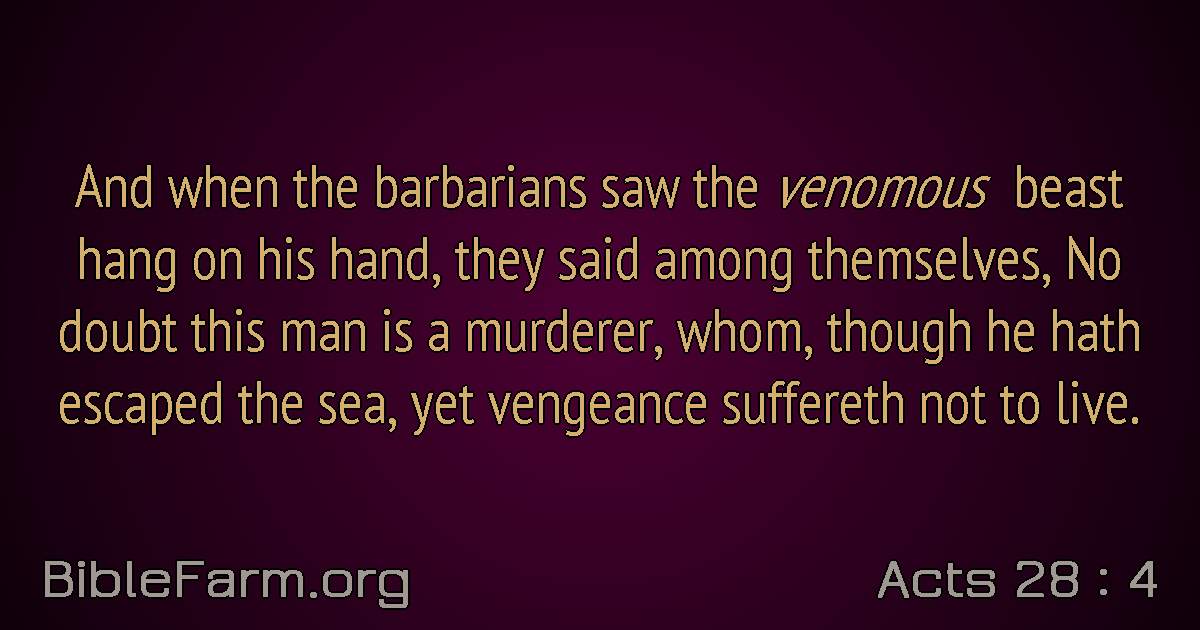 And when the barbarians saw the venomous beast
hang on his hand, they said among themselves, No
doubt this man is a murderer, whom, though he hath
escaped the sea, yet vengeance suffereth not to live.
BibleFarm.org
Acts 28 : 4